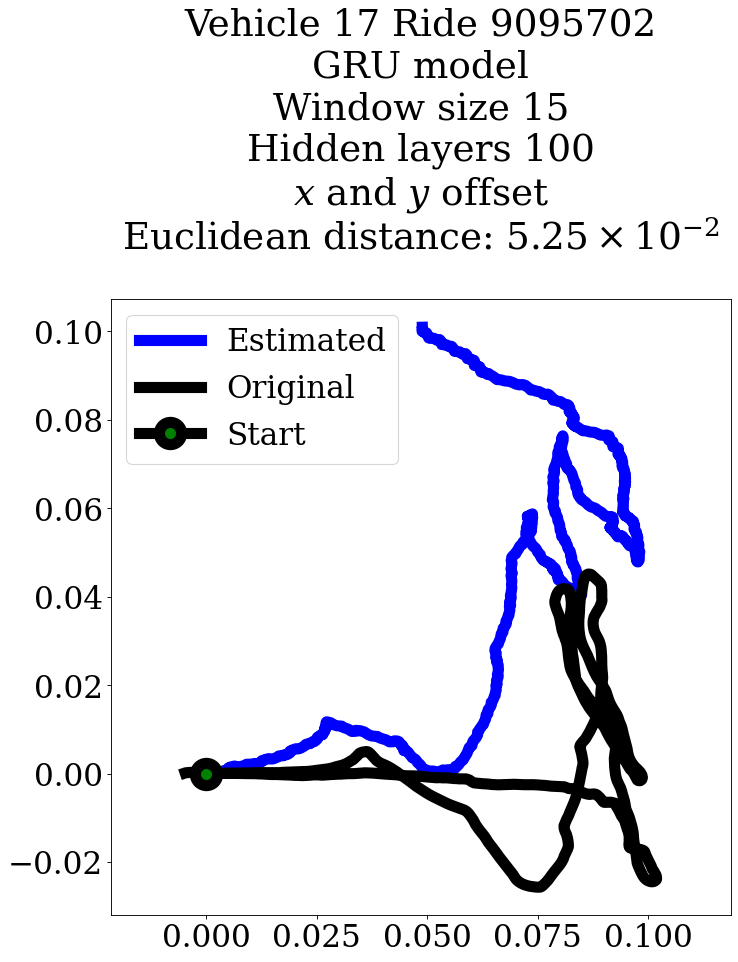 Vehicle 17 Ride 9095702
GRU model
Window size 15
Hidden layers 100
x and y offset
Euclidean distance: 5.25 × 10⁻²
Estimated
Original
Start
0.10
0.08
0.06
0.04
0.02
0.00
−0.02
0.000 0.025 0.050 0.075 0.100